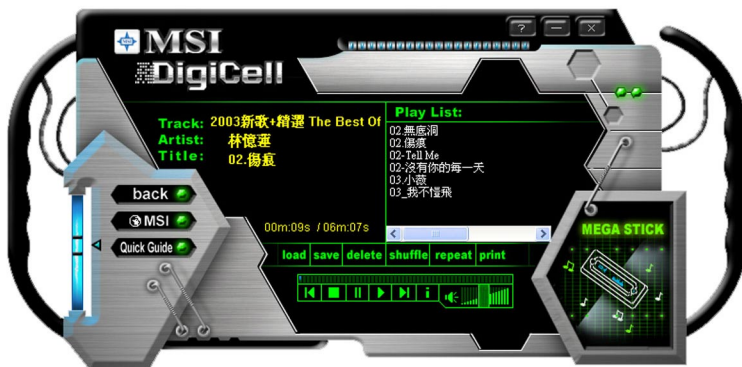 MSI
DigiCell
Track: 2003新歌+精選 The Best Of
Artist: 林憶蓮
Title: 02.傷痕
Play List:
02.無底洞
02.傷痕
02-Tell Me
02-沒有你的每一天
03.小薇
03_我不懂飛
back
MSI
Quick Guide
00m:09s / 06m:07s
load save delete shuffle repeat print
MEGA STICK